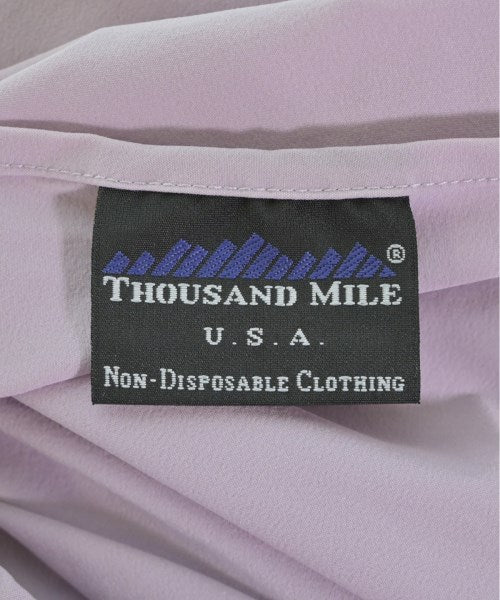 ®
THOUSAND MILE
U.S.A.
NON-DISPOSABLE CLOTHING